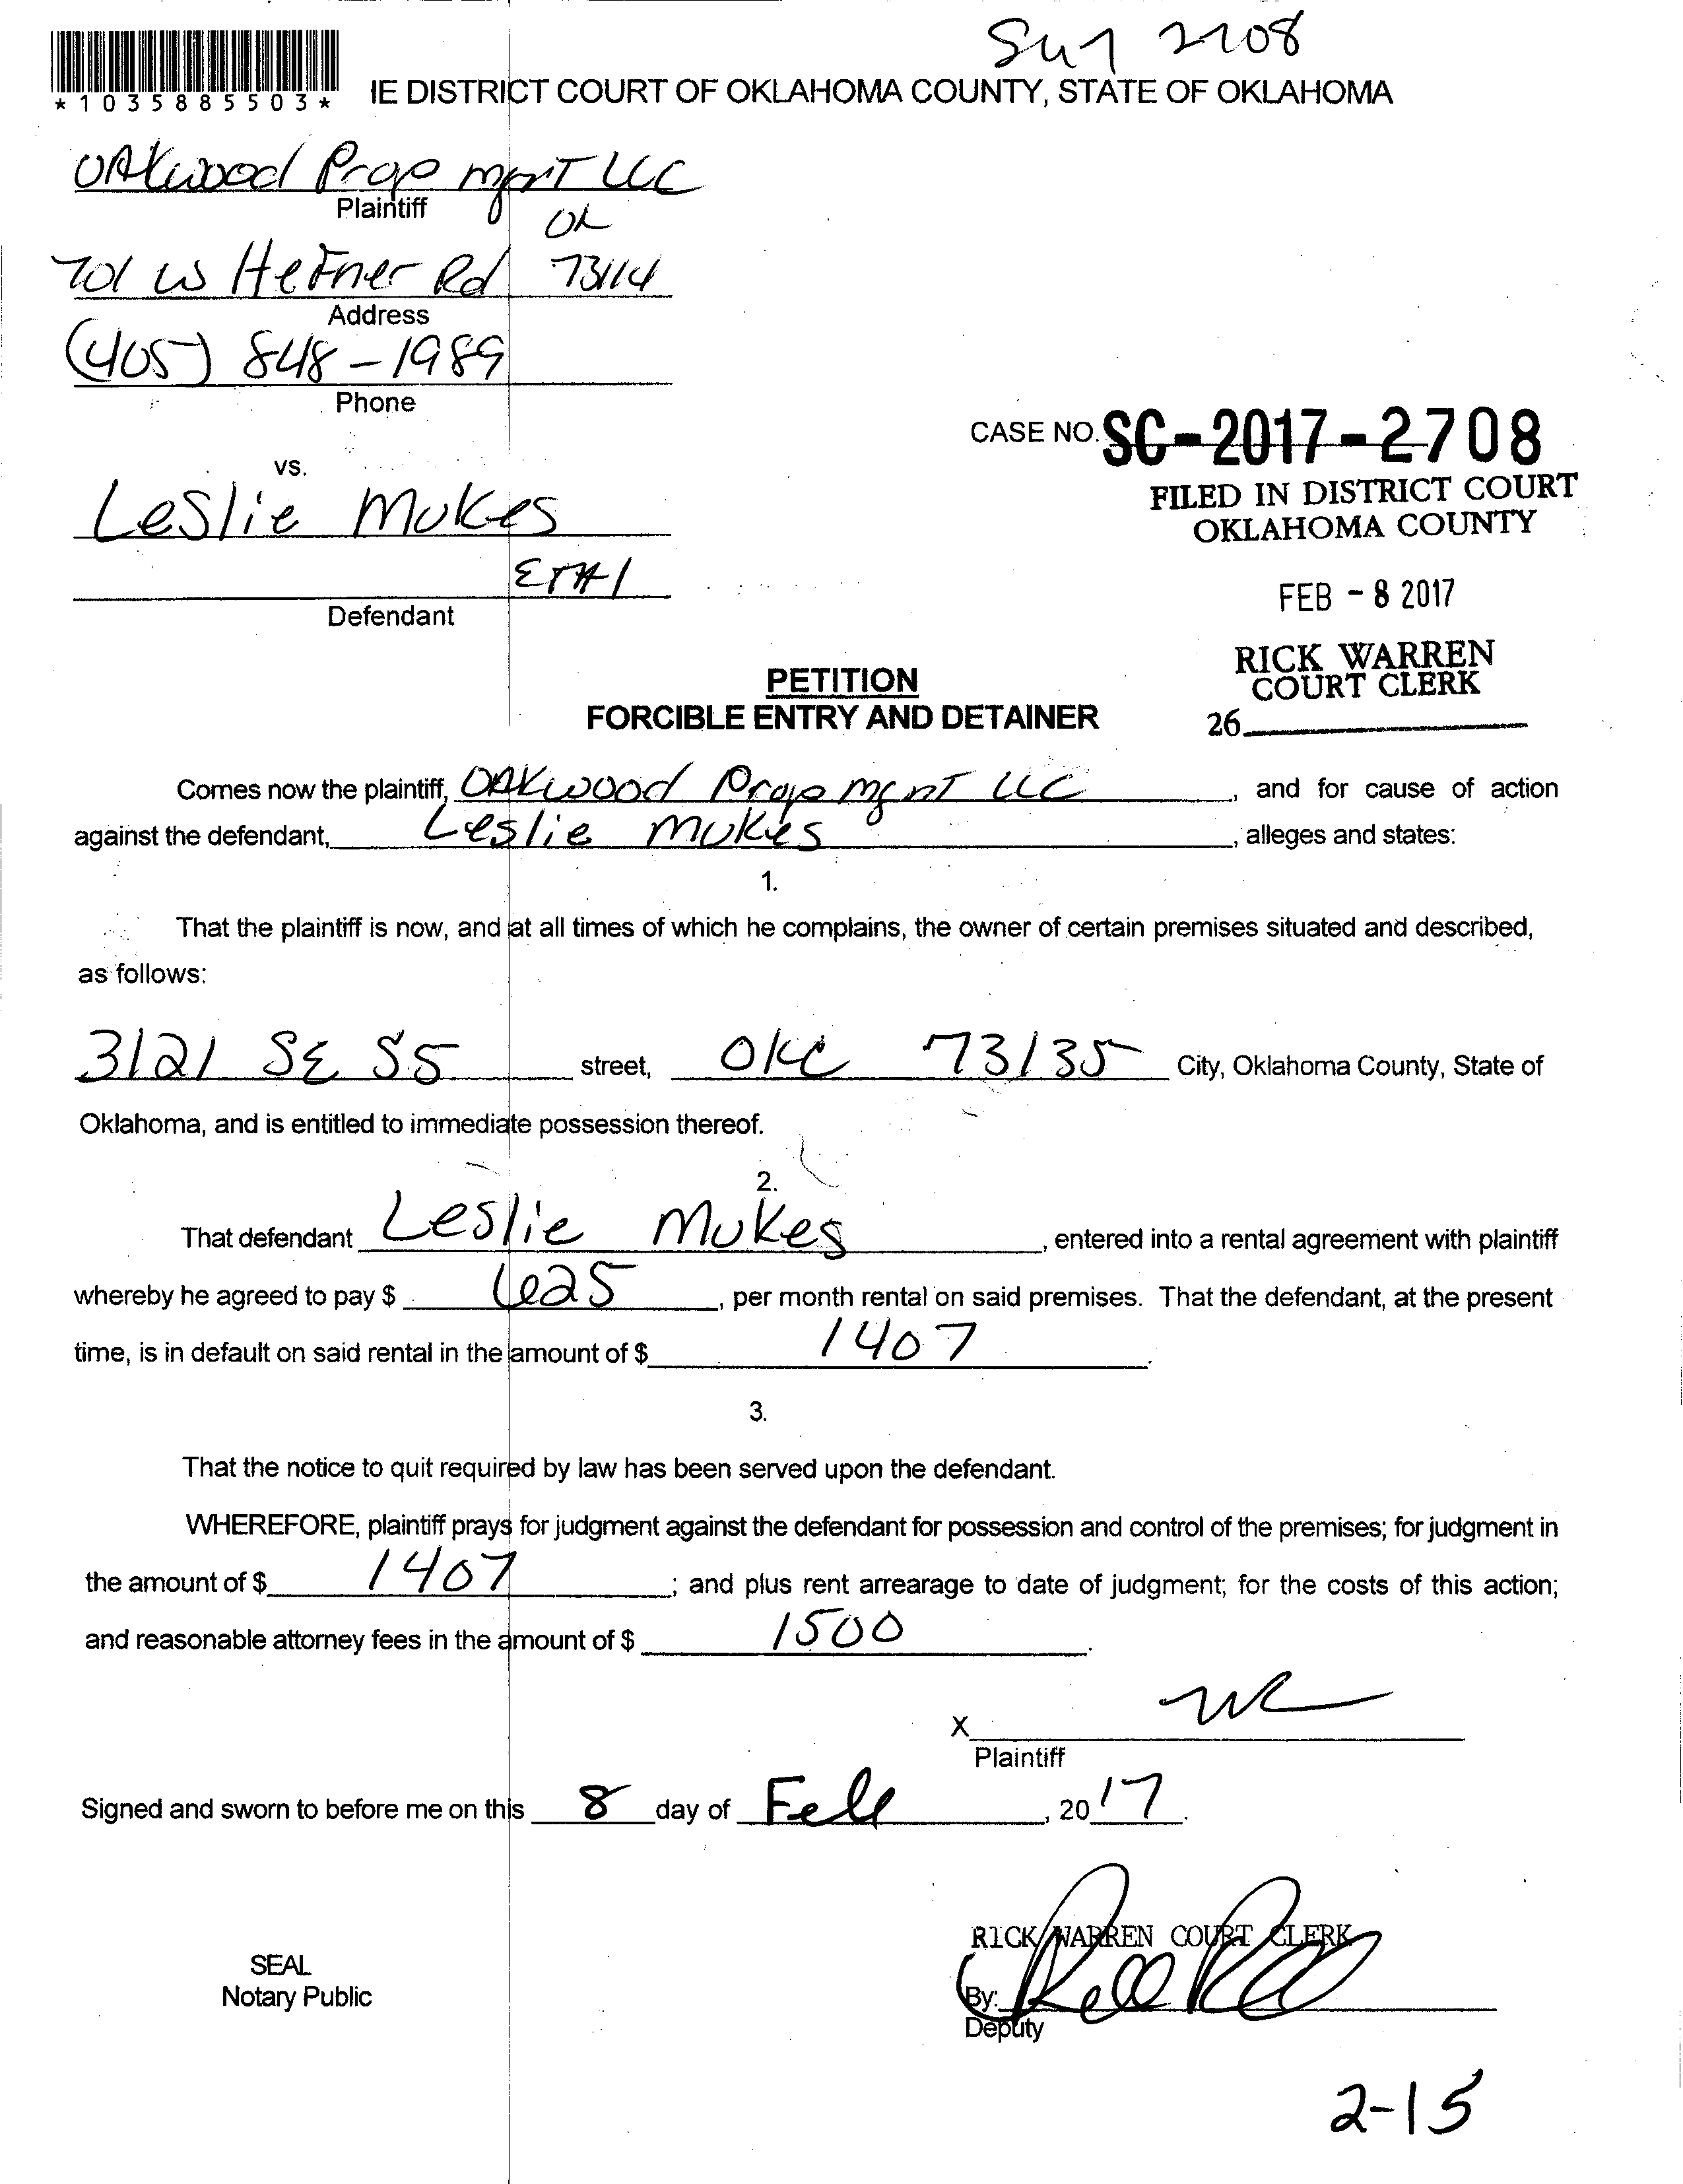 *1035885503*
IE DISTRICT COURT OF OKLAHOMA COUNTY, STATE OF OKLAHOMA
OAKwood Prop mgnT LLC
Plaintiff
OK
701 W HeFner Rd 73114
Address
(405) 848-1989
Phone
CASE NO. SC-2017-2708
vs.
FILED IN DISTRICT COURT
OKLAHOMA COUNTY
Leslie Mukes
FEB - 8 2017
Defendant
RICK WARREN
COURT CLERK
26
PETITION
FORCIBLE ENTRY AND DETAINER
Comes now the plaintiff, OAKwood Prop mgnT LLC, and for cause of action
against the defendant, Leslie Mukes, alleges and states:
1.
That the plaintiff is now, and at all times of which he complains, the owner of certain premises situated and described,
as follows:
3121 SE 55 street, OKC 73135 City, Oklahoma County, State of
Oklahoma, and is entitled to immediate possession thereof.
2.
That defendant Leslie Mukes, entered into a rental agreement with plaintiff
whereby he agreed to pay $ 625, per month rental on said premises. That the defendant, at the present
time, is in default on said rental in the amount of $ 1407.
3.
That the notice to quit required by law has been served upon the defendant.
WHEREFORE, plaintiff prays for judgment against the defendant for possession and control of the premises; for judgment in
the amount of $ 1407; and plus rent arrearage to date of judgment; for the costs of this action;
and reasonable attorney fees in the amount of $ 1500.
X
Plaintiff
Signed and sworn to before me on this 8 day of Feb, 2017.
RICK WARREN COURT CLERK
SEAL
Notary Public
By:
Deputy
2-15